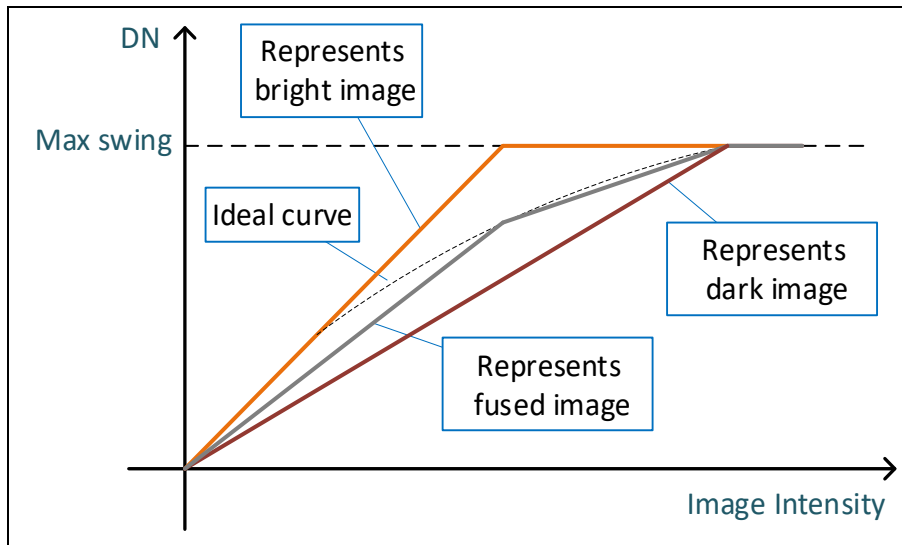 DN
Represents
bright image
Max swing
Ideal curve
Represents
dark image
Represents
fused image
Image Intensity